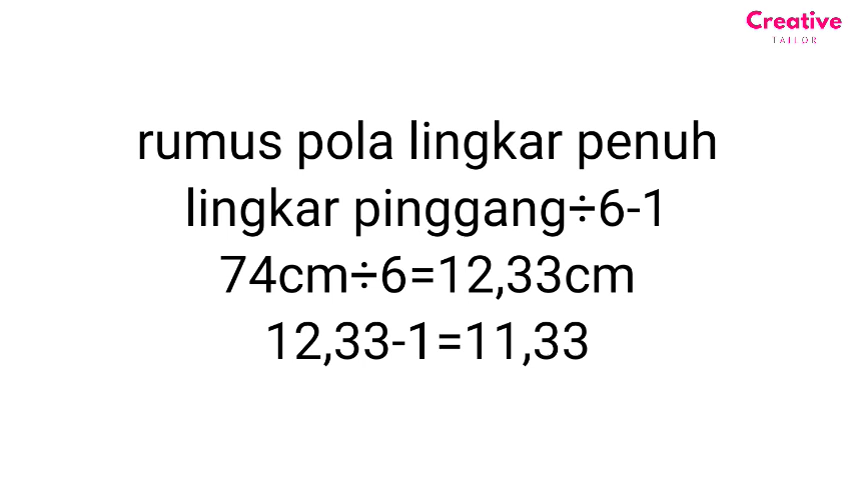 Creative
TAILOR
rumus pola lingkar penuh
lingkar pinggang÷6-1
74cm÷6=12,33cm
12,33-1=11,33